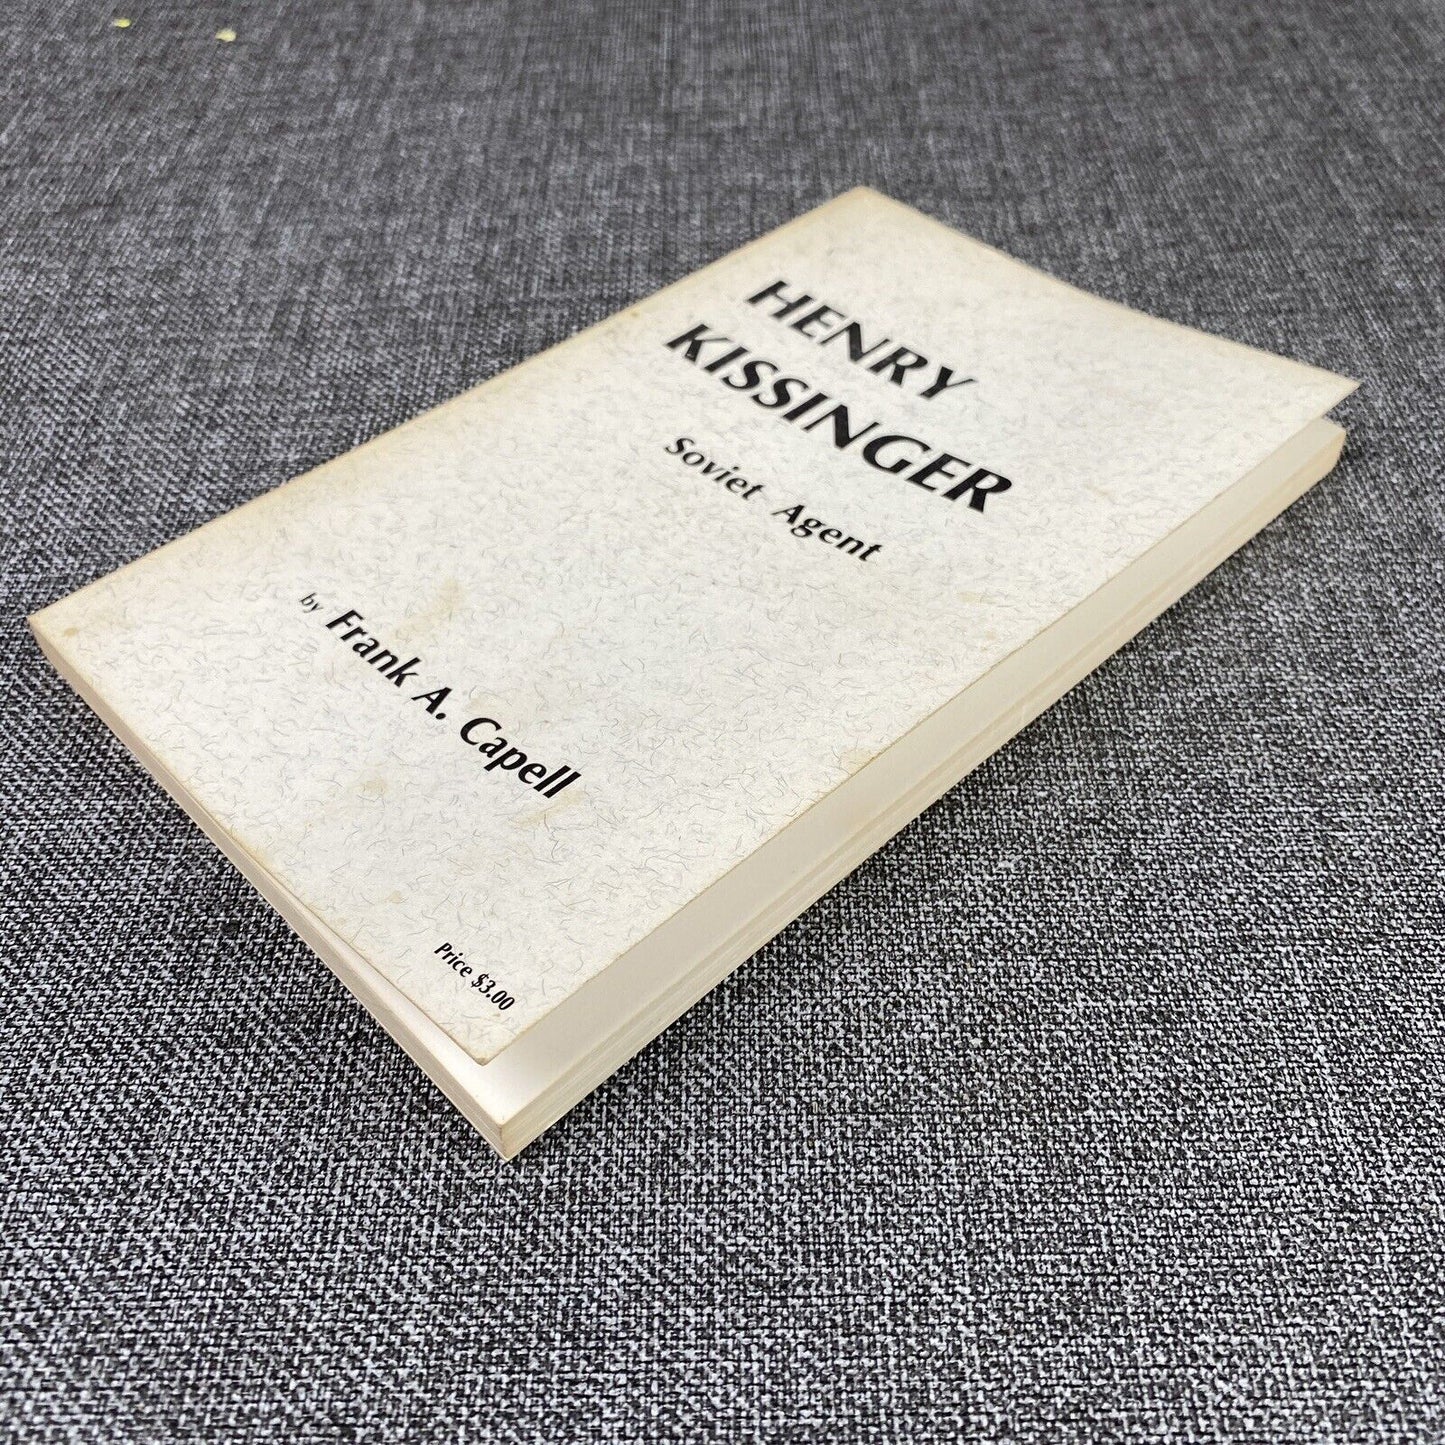 HENRY
KISSINGER
Soviet Agent
by Frank A. Capell
Price $3.00